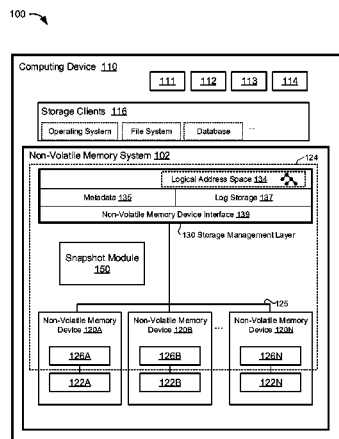 100
Computing Device 110
111 112 113 114
Storage Clients 116
Operating System File System Database ...
Non-Volatile Memory System 102
124
Logical Address Space 134
Metadata 135 Log Storage 137
Non-Volatile Memory Device Interface 139
130 Storage Management Layer
Snapshot Module
150
125
Non-Volatile Memory Non-Volatile Memory Non-Volatile Memory
Device 120A Device 120B ... Device 120N
126A 126B 126N
122A 122B 122N